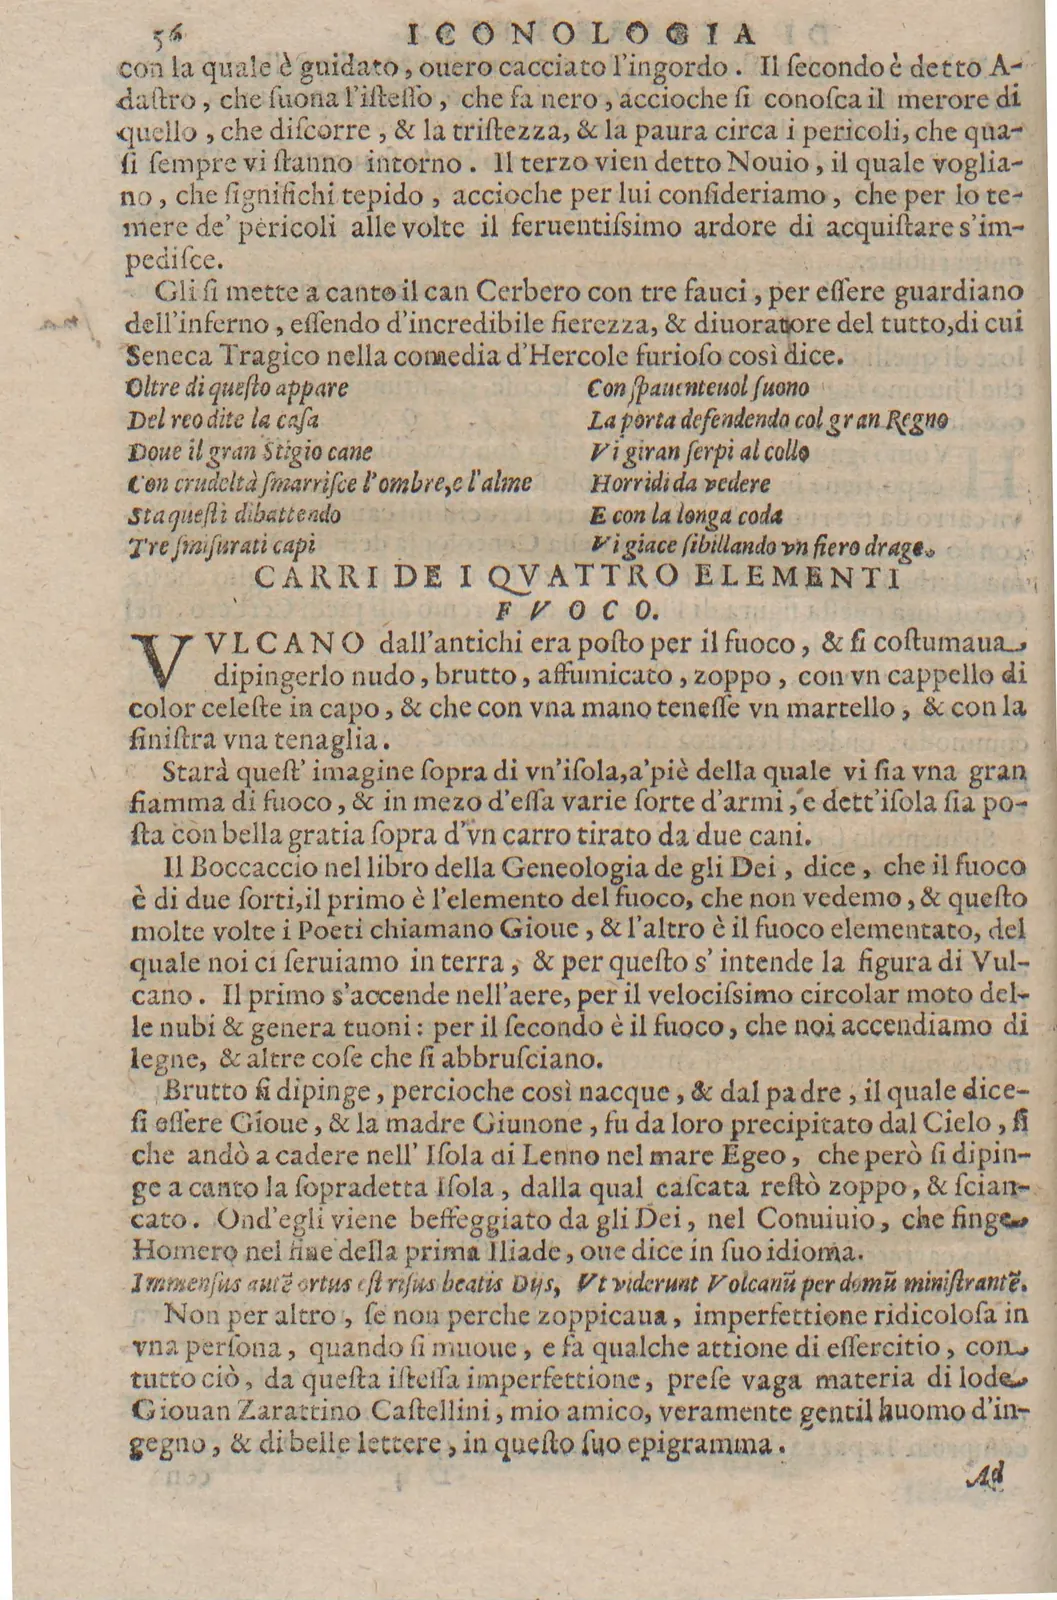 56 ICONOLOGIA
con la quale è guidato, ouero cacciato l'ingordo. Il ſecondo è detto A-
daſtro, che ſuona l'iſteſſo, che fa nero, accioche ſi conoſca il merore di
quello, che diſcorre, & la triſtezza, & la paura circa i pericoli, che qua-
ſi ſempre vi ſtanno intorno. Il terzo vien detto Nouio, il quale voglia-
no, che ſignifichi tepido, accioche per lui conſideriamo, che per lo te-
mere de' pericoli alle volte il feruentiſsimo ardore di acquiſtare s'im-
pediſce.
Gli ſi mette a canto il can Cerbero con tre fauci, per eſſere guardiano
dell'inferno, eſſendo d'incredibile fierezza, & diuoratore del tutto, di cui
Seneca Tragico nella comedia d'Hercole furioſo così dice.
Oltre di queſto appare
Del reo dite la caſa
Doue il gran Stigio cane
Con crudeltà ſmarriſce l'ombre, e l'alme
Sta queſti dibattendo
Tre ſmiſurati capi
Con ſpauenteuol ſuono
La porta defendendo col gran Regno
Vi giran ſerpi al collo
Horridi da vedere
E con la longa coda
Vi giace ſibillando vn fiero drago.
CARRI DE I QVATTRO ELEMENTI
FVOCO.
VVLCANO dall'antichi era poſto per il fuoco, & ſi coſtumaua
dipingerlo nudo, brutto, affumicato, zoppo, con vn cappello di
color celeſte in capo, & che con vna mano teneſſe vn martello, & con la
ſiniſtra vna tenaglia.
Starà queſt' imagine ſopra di vn'iſola, a'piè della quale vi ſia vna gran
fiamma di fuoco, & in mezo d'eſſa varie ſorte d'armi, e dett'iſola ſia po-
ſta con bella gratia ſopra d'vn carro tirato da due cani.
Il Boccaccio nel libro della Geneologia de gli Dei, dice, che il fuoco
è di due ſorti, il primo è l'elemento del fuoco, che non vedemo, & queſto
molte volte i Poeti chiamano Gioue, & l'altro è il fuoco elementato, del
quale noi ci ſeruiamo in terra, & per queſto s'intende la figura di Vul-
cano. Il primo s'accende nell'aere, per il velociſsimo circolar moto del-
le nubi & genera tuoni: per il ſecondo è il fuoco, che noi accendiamo di
legne, & altre coſe che ſi abbruſciano.
Brutto ſi dipinge, percioche così nacque, & dal padre, il quale dice-
ſi eſſere Gioue, & la madre Giunone, fu da loro precipitato dal Cielo, ſi
che andò a cadere nell' Iſola di Lenno nel mare Egeo, che però ſi dipin-
ge a canto la ſopradetta Iſola, dalla qual caſcata reſtò zoppo, & ſcian-
cato. Ond'egli viene beffeggiato da gli Dei, nel Conuiuio, che finge
Homero nel fine della prima Iliade, oue dice in ſuo idioma.
Immenſus autē ortus eſt riſus beatis Dijs, Vt viderunt Volcanū per domū miniſtrantē.
Non per altro, ſe non perche zoppicaua, imperfettione ridicoloſa in
vna perſona, quando ſi muoue, e fa qualche attione di eſſercitio, con
tutto ciò, da queſta iſteſſa imperfettione, preſe vaga materia di lode
Giouan Zarattino Caſtellini, mio amico, veramente gentil huomo d'in-
gegno, & di belle lettere, in queſto ſuo epigramma.
Ad